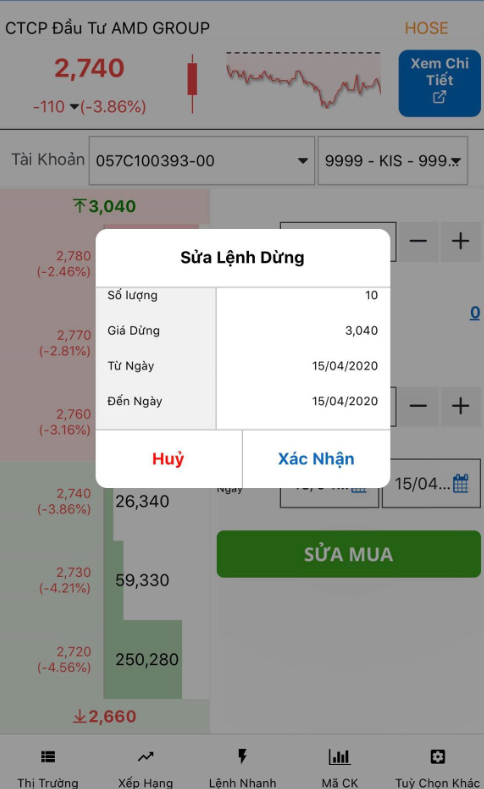 CTCP Đầu Tư AMD GROUP
HOSE
2,740
-110 (-3.86%)
Xem Chi
Tiết
Tài Khoản
057C100393-00
9999 - KIS - 999...
3,040
2,780
(-2.46%)
2,770
(-2.81%)
2,760
(-3.16%)
0
Sửa Lệnh Dừng
Số lượng
10
Giá Dừng
3,040
Từ Ngày
15/04/2020
Đến Ngày
15/04/2020
Huỷ
Xác Nhận
2,740
(-3.86%)
26,340
Ngày
15/04...
SỬA MUA
2,730
(-4.21%)
59,330
2,720
(-4.56%)
250,280
2,660
Thị Trường
Xếp Hạng
Lệnh Nhanh
Mã CK
Tuỳ Chọn Khác